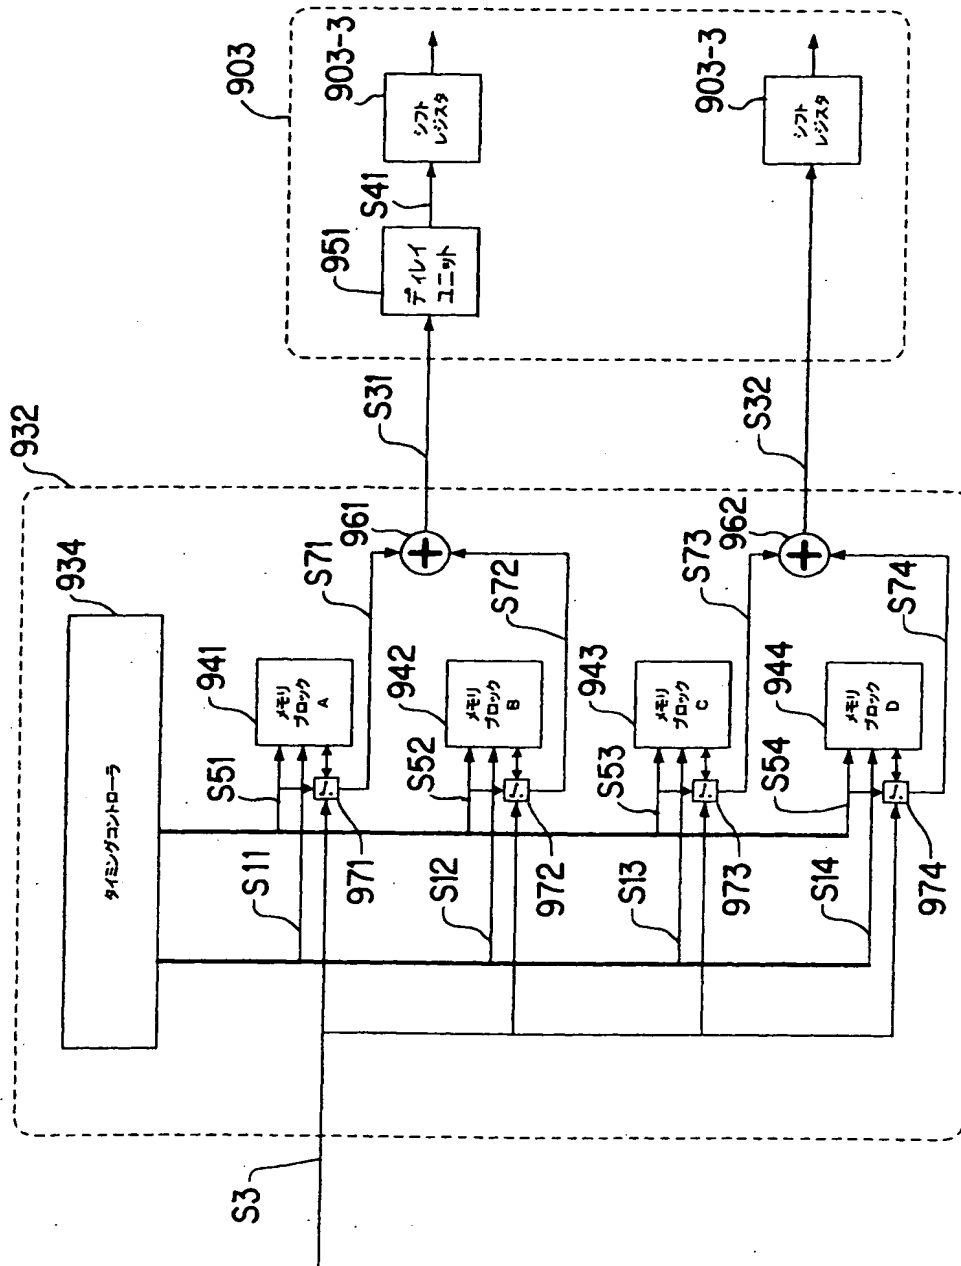 932
934
タイミングコントローラ
S3
S11
S51
941
メモリ
ブロック
A
971
S71
961
S31
S12
S52
942
メモリ
ブロック
B
972
S72
S13
S53
943
メモリ
ブロック
C
973
S73
962
S32
S14
S54
944
メモリ
ブロック
D
974
S74
903
951
ディレイ
ユニット
S41
903-3
シフト
レジスタ
903-3
シフト
レジスタ